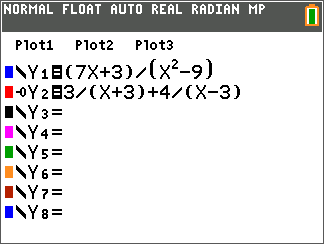 NORMAL FLOAT AUTO REAL RADIAN MP
Plot1 Plot2 Plot3
\Y₁=(7X+3)/(X²-9)
-0Y₂=3/(X+3)+4/(X-3)
\Y₃=
\Y₄=
\Y₅=
\Y₆=
\Y₇=
\Y₈=